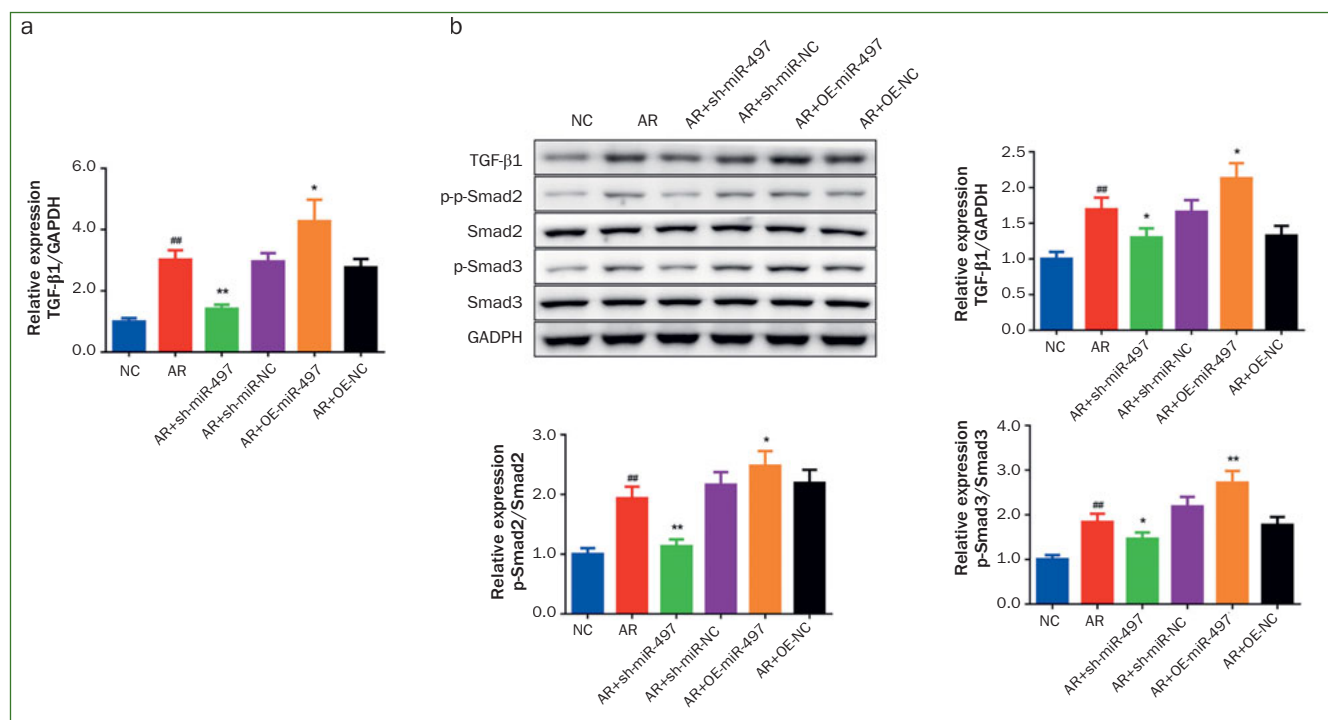 a
Relative expression
TGF-β1/GAPDH
6.0
4.0
2.0
0.0
##
**
*
NC
AR
AR+sh-miR-497
AR+sh-miR-NC
AR+OE-miR-497
AR+OE-NC
b
NC
AR
AR+sh-miR-497
AR+sh-miR-NC
AR+OE-miR-497
AR+OE-NC
TGF-β1
p-p-Smad2
Smad2
p-Smad3
Smad3
GADPH
Relative expression
TGF-β1/GAPDH
2.5
2.0
1.5
1.0
0.5
0.0
##
*
*
NC
AR
AR+sh-miR-497
AR+sh-miR-NC
AR+OE-miR-497
AR+OE-NC
Relative expression
p-Smad2/Smad2
3.0
2.0
1.0
0.0
##
**
*
NC
AR
AR+sh-miR-497
AR+sh-miR-NC
AR+OE-miR-497
AR+OE-NC
Relative expression
p-Smad3/Smad3
4.0
3.0
2.0
1.0
0.0
##
*
**
NC
AR
AR+sh-miR-497
AR+sh-miR-NC
AR+OE-miR-497
AR+OE-NC